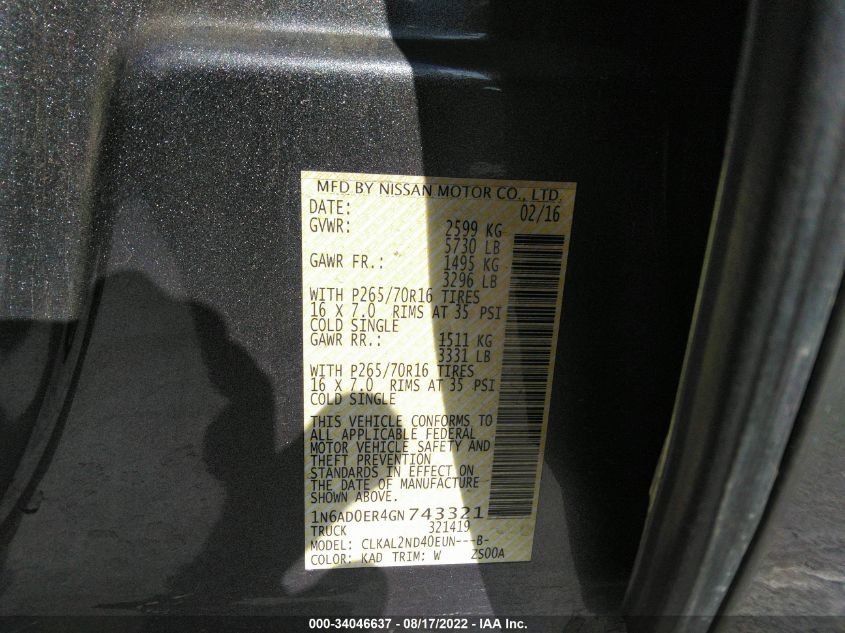 MFD BY NISSAN MOTOR CO., LTD.
DATE: 02/16
GVWR: 2599 KG
5730 LB
GAWR FR.: 1495 KG
3296 LB
WITH P265/70R16 TIRES
16 X 7.0 RIMS AT 35 PSI
COLD SINGLE
GAWR RR.: 1511 KG
3331 LB
WITH P265/70R16 TIRES
16 X 7.0 RIMS AT 35 PSI
COLD SINGLE
THIS VEHICLE CONFORMS TO
ALL APPLICABLE FEDERAL
MOTOR VEHICLE SAFETY AND
THEFT PREVENTION
STANDARDS IN EFFECT ON
THE DATE OF MANUFACTURE
SHOWN ABOVE.
1N6AD0ER4GN743321
TRUCK 321419
MODEL: CLKAL2ND40EUN---B-
COLOR: KAD TRIM: W ZS00A
000-34046637 - 08/17/2022 - IAA Inc.